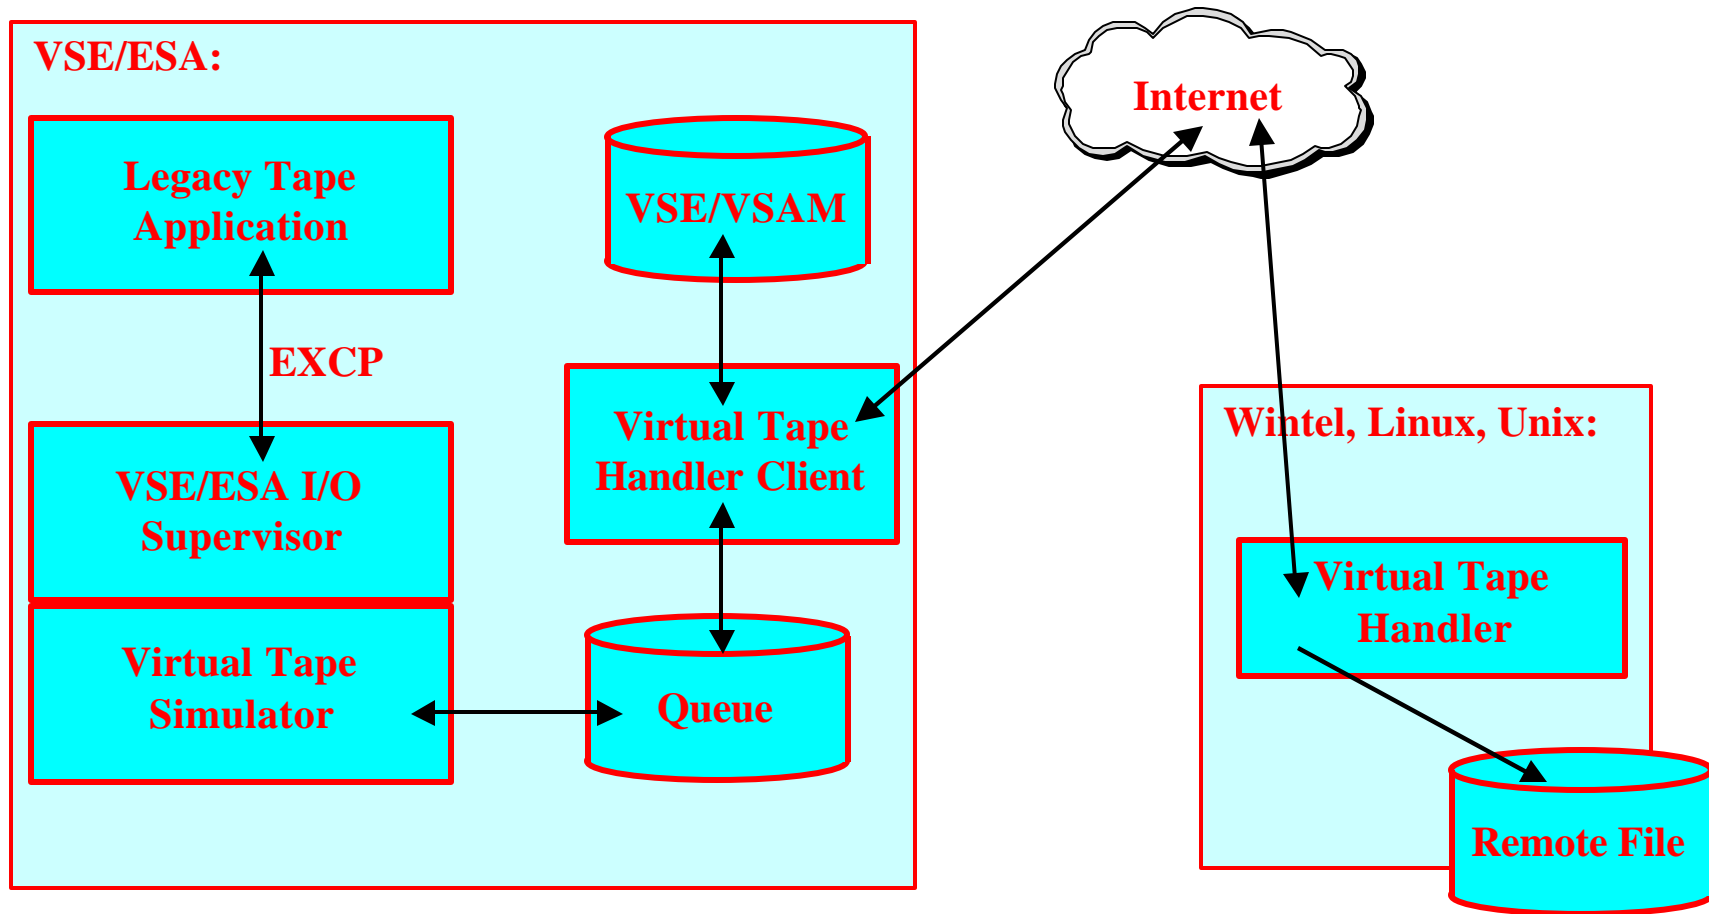 VSE/ESA:
Legacy Tape
Application
EXCP
VSE/ESA I/O
Supervisor
Virtual Tape
Simulator
VSE/VSAM
Virtual Tape
Handler Client
Queue
Internet
Wintel, Linux, Unix:
Virtual Tape
Handler
Remote File